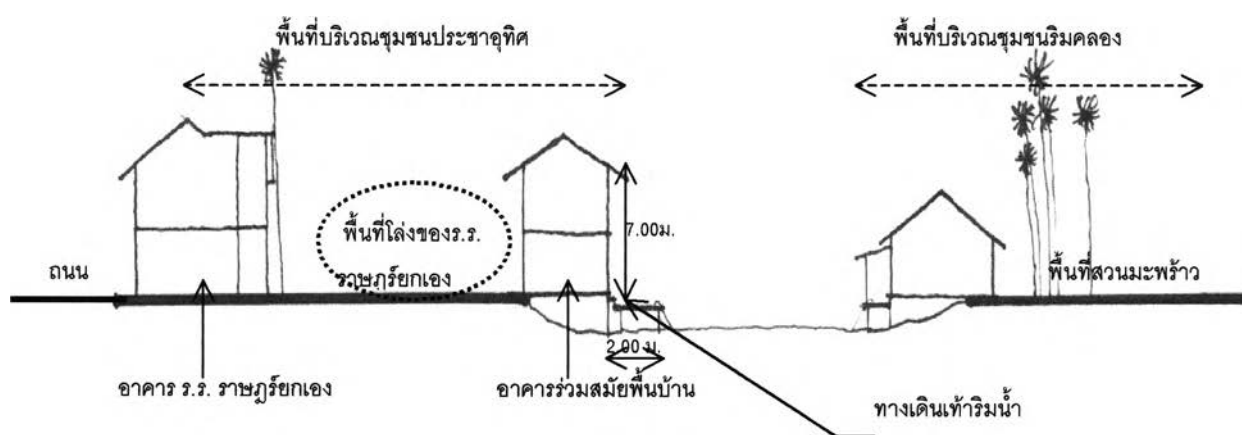 พื้นที่บริเวณชุมชนประชาอุทิศ
พื้นที่บริเวณชุมชนริมคลอง
พื้นที่โล่งของร.ร.
ราษฎร์ยกเอง
7.00ม.
ถนน
พื้นที่สวนมะพร้าว
2.00 ม.
อาคาร ร.ร. ราษฎร์ยกเอง
อาคารร่วมสมัยพื้นบ้าน
ทางเดินเท้าริมน้ำ